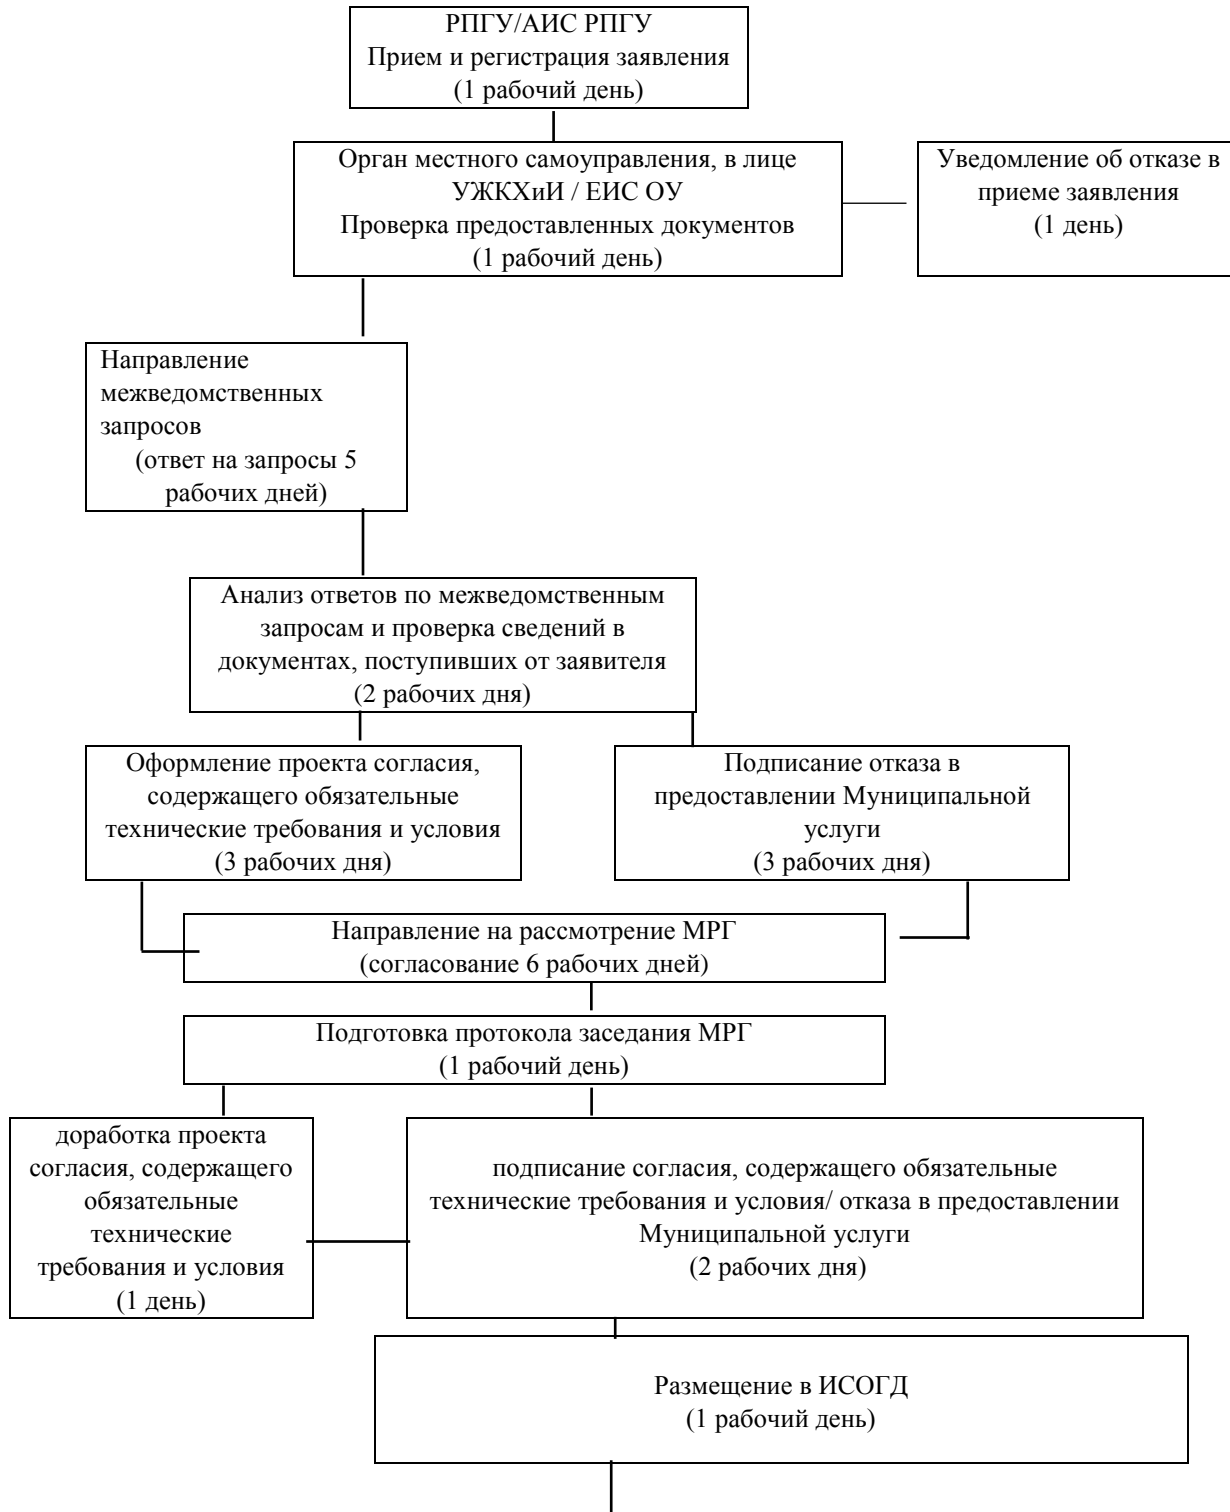 РПГУ/АИС РПГУ
Прием и регистрация заявления
(1 рабочий день)
Орган местного самоуправления, в лице
УЖКХиИ / ЕИС ОУ
Проверка предоставленных документов
(1 рабочий день)
Уведомление об отказе в
приеме заявления
(1 день)
Направление
межведомственных
запросов
(ответ на запросы 5
рабочих дней)
Анализ ответов по межведомственным
запросам и проверка сведений в
документах, поступивших от заявителя
(2 рабочих дня)
Оформление проекта согласия,
содержащего обязательные
технические требования и условия
(3 рабочих дня)
Подписание отказа в
предоставлении Муниципальной
услуги
(3 рабочих дня)
Направление на рассмотрение МРГ
(согласование 6 рабочих дней)
Подготовка протокола заседания МРГ
(1 рабочий день)
доработка проекта
согласия, содержащего
обязательные
технические
требования и условия
(1 день)
подписание согласия, содержащего обязательные
технические требования и условия/ отказа в предоставлении
Муниципальной услуги
(2 рабочих дня)
Размещение в ИСОГД
(1 рабочий день)